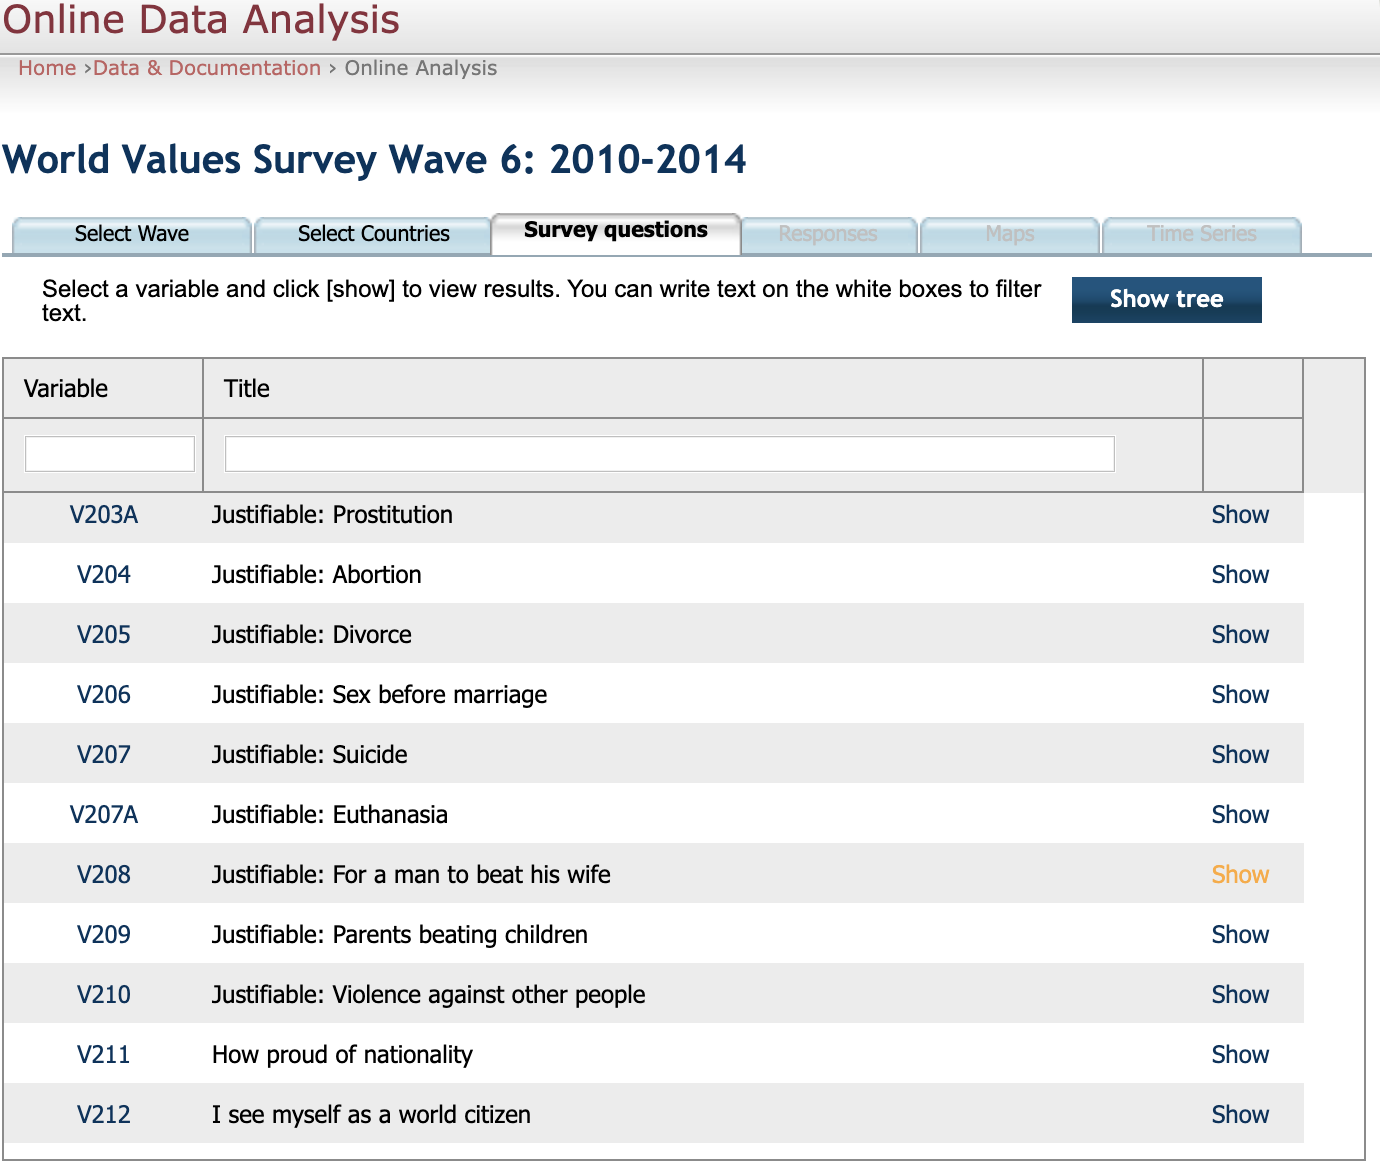 Online Data Analysis
Home ›Data & Documentation › Online Analysis
World Values Survey Wave 6: 2010-2014
Select Wave Select Countries Survey questions Responses Maps Time Series
Select a variable and click [show] to view results. You can write text on the white boxes to filter
text.
Show tree
Variable Title
V203A Justifiable: Prostitution Show
V204 Justifiable: Abortion Show
V205 Justifiable: Divorce Show
V206 Justifiable: Sex before marriage Show
V207 Justifiable: Suicide Show
V207A Justifiable: Euthanasia Show
V208 Justifiable: For a man to beat his wife Show
V209 Justifiable: Parents beating children Show
V210 Justifiable: Violence against other people Show
V211 How proud of nationality Show
V212 I see myself as a world citizen Show